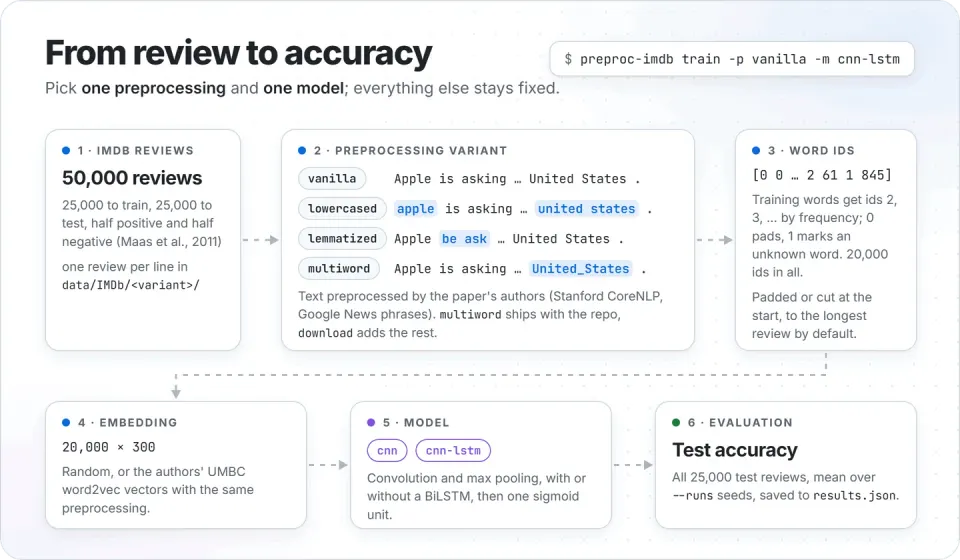 From review to accuracy
$ preproc-imdb train -p vanilla -m cnn-lstm
Pick one preprocessing and one model; everything else stays fixed.
1 · IMDB REVIEWS
50,000 reviews
25,000 to train, 25,000 to
test, half positive and half
negative (Maas et al., 2011)
one review per line in
data/IMDb/<variant>/
2 · PREPROCESSING VARIANT
vanilla Apple is asking … United States .
lowercased apple is asking … united states .
lemmatized Apple be ask … United States .
multiword Apple is asking … United_States .
Text preprocessed by the paper's authors (Stanford CoreNLP,
Google News phrases). multiword ships with the repo,
download adds the rest.
3 · WORD IDS
[0 0 … 2 61 1 845]
Training words get ids 2,
3, … by frequency; 0
pads, 1 marks an
unknown word. 20,000
ids in all.
Padded or cut at the
start, to the longest
review by default.
4 · EMBEDDING
20,000 × 300
Random, or the authors' UMBC
word2vec vectors with the same
preprocessing.
5 · MODEL
cnn cnn-lstm
Convolution and max pooling, with or
without a BiLSTM, then one sigmoid
unit.
6 · EVALUATION
Test accuracy
All 25,000 test reviews, mean over
--runs seeds, saved to results.json.